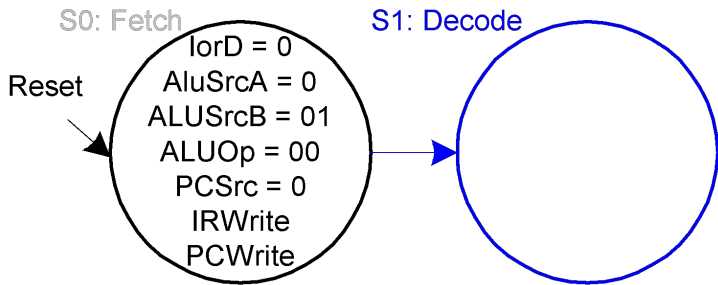 S0: Fetch
S1: Decode
Reset
IorD = 0
AluSrcA = 0
ALUSrcB = 01
ALUOp = 00
PCSrc = 0
IRWrite
PCWrite